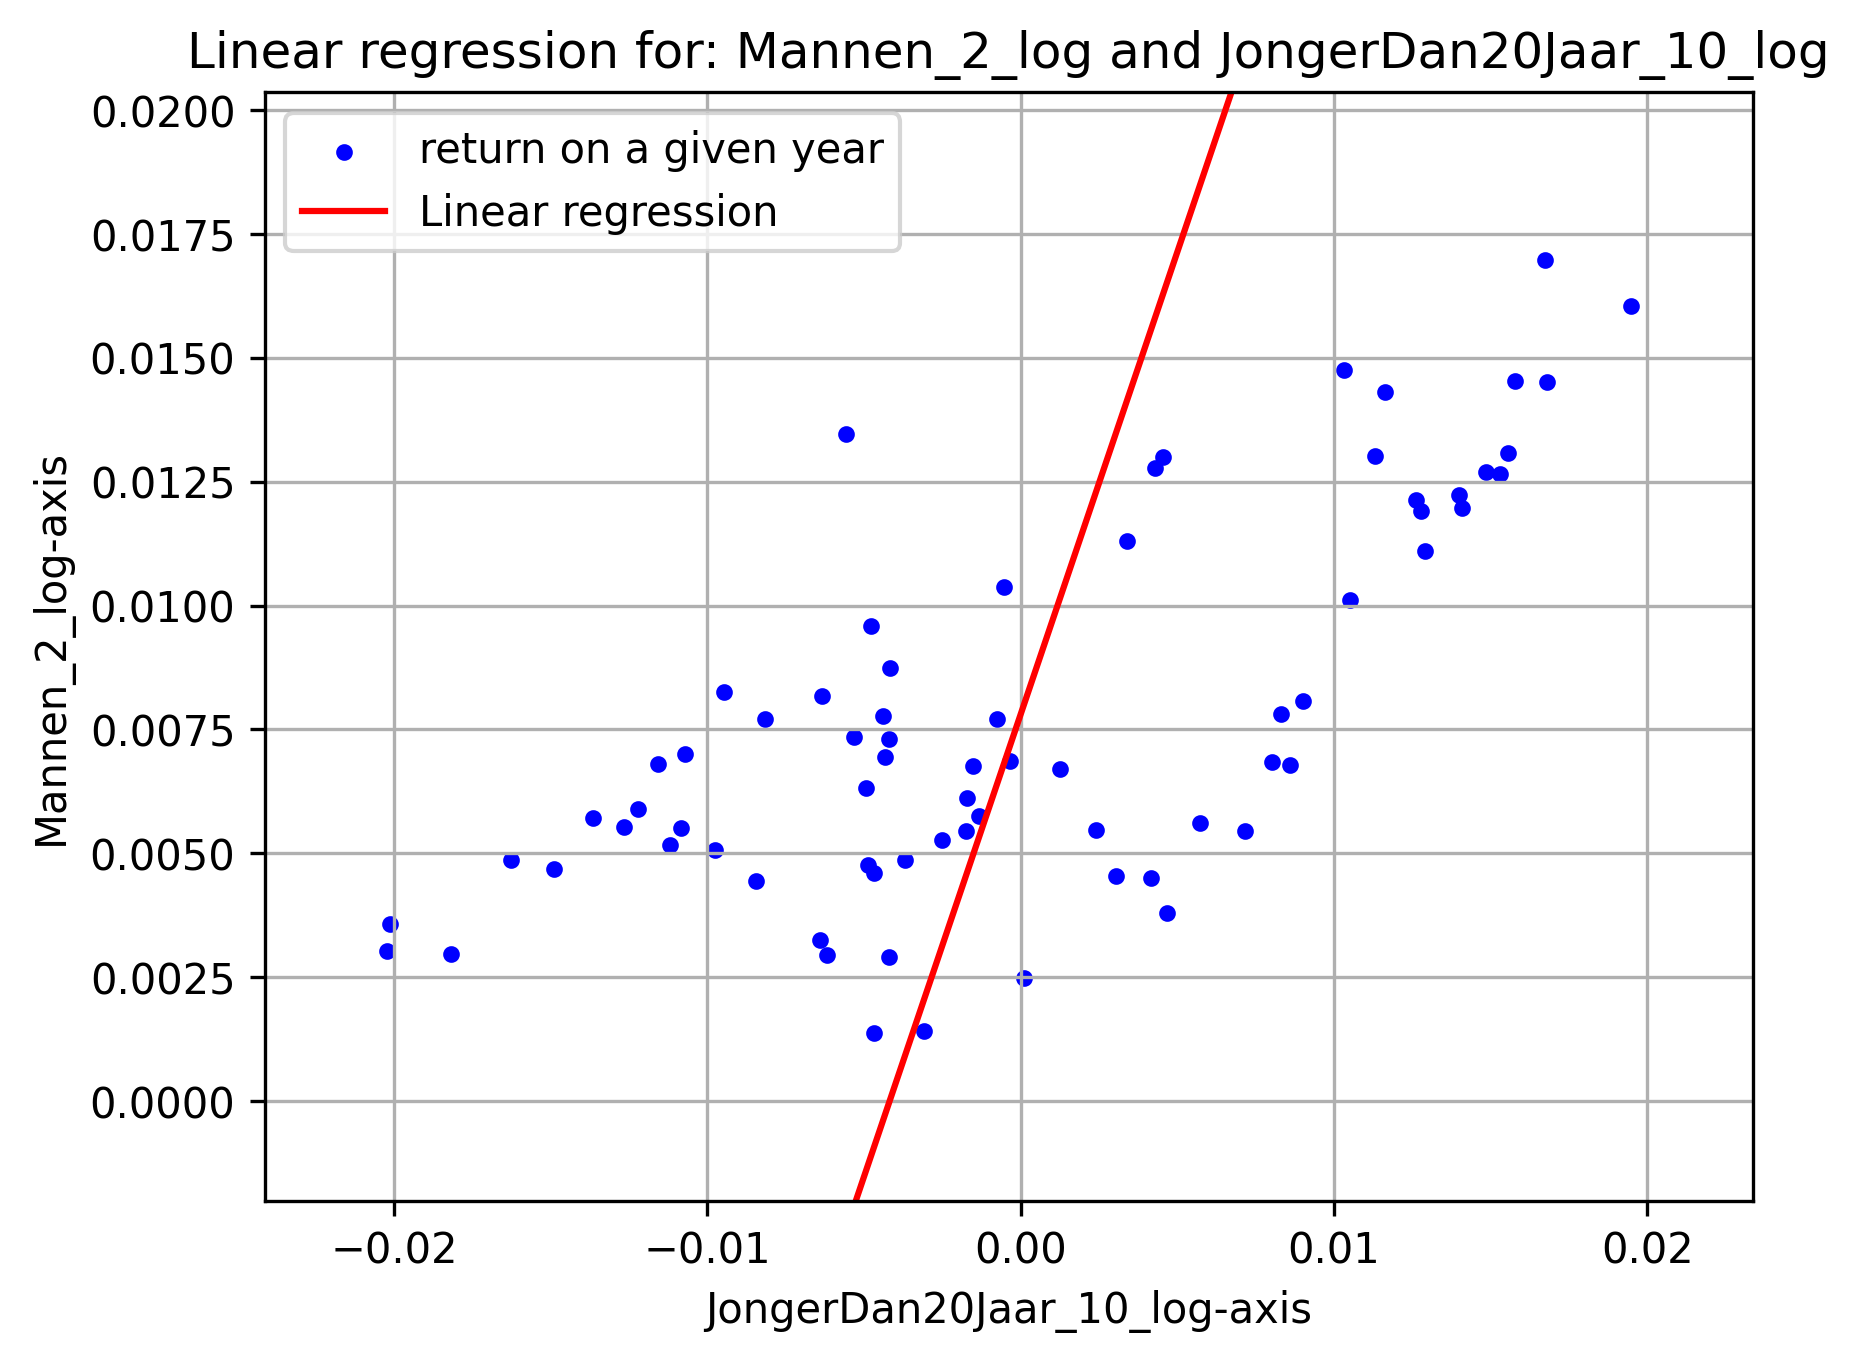 Linear regression for: Mannen_2_log and JongerDan20Jaar_10_log
return on a given year
Linear regression
Mannen_2_log-axis
0.0200
0.0175
0.0150
0.0125
0.0100
0.0075
0.0050
0.0025
0.0000
−0.02 −0.01 0.00 0.01 0.02
JongerDan20Jaar_10_log-axis